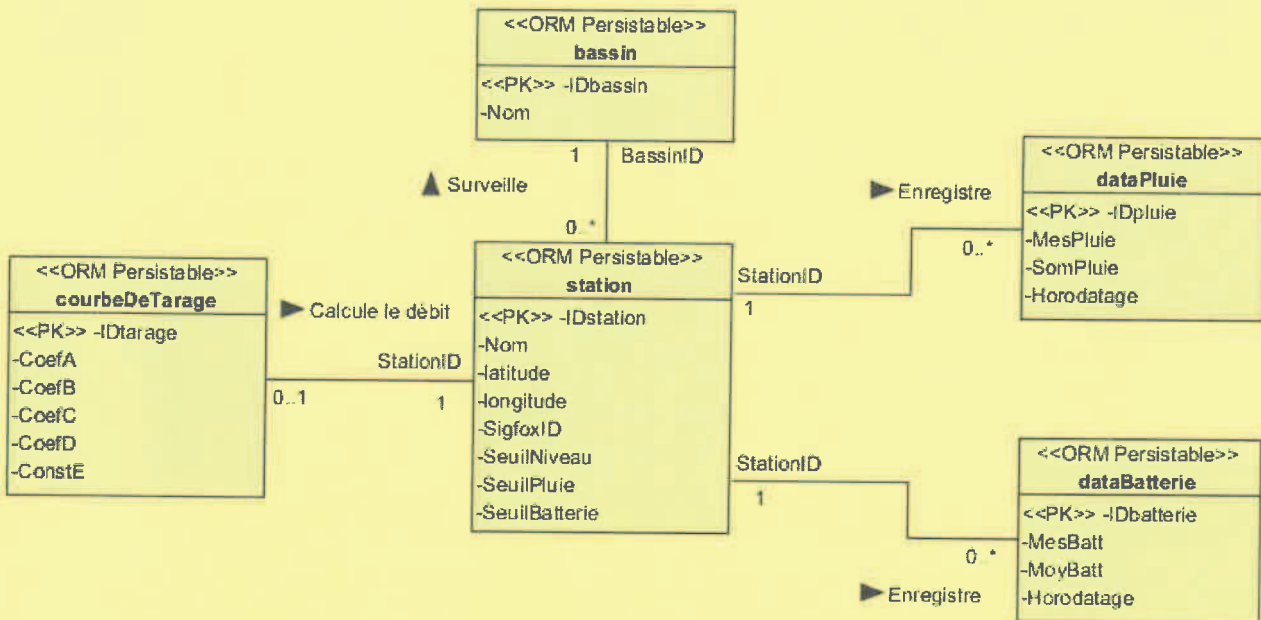 <<ORM Persistable>>
bassin
<<PK>> -IDbassin
-Nom
1
BassinID
Surveille
0..*
<<ORM Persistable>>
courbeDeTarage
<<PK>> -IDtarage
-CoefA
-CoefB
-CoefC
-CoefD
-ConstE
Calcule le débit
StationID
0..1
1
<<ORM Persistable>>
station
<<PK>> -IDstation
-Nom
-latitude
-longitude
-SigfoxID
-SeuilNiveau
-SeuilPluie
-SeuilBatterie
Enregistre
StationID
1
0..*
<<ORM Persistable>>
dataPluie
<<PK>> -IDpluie
-MesPluie
-SomPluie
-Horodatage
StationID
1
0..*
Enregistre
<<ORM Persistable>>
dataBatterie
<<PK>> -IDbatterie
-MesBatt
-MoyBatt
-Horodatage